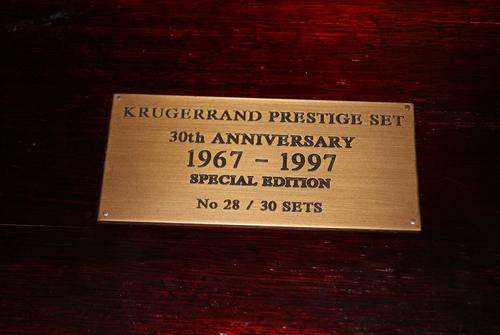 KRUGERRAND PRESTIGE SET
30th ANNIVERSARY
1967 - 1997
SPECIAL EDITION
No 28 / 30 SETS